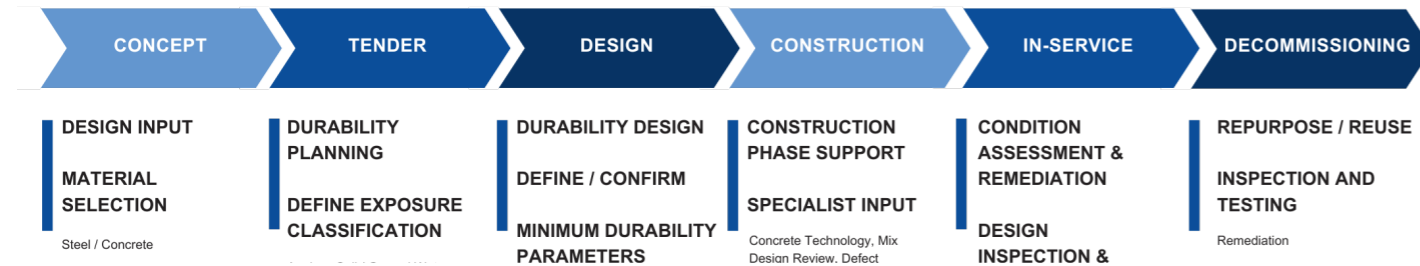 CONCEPT
TENDER
DESIGN
CONSTRUCTION
IN-SERVICE
DECOMMISSIONING
DESIGN INPUT
MATERIAL
SELECTION
Steel / Concrete
DURABILITY
PLANNING
DEFINE EXPOSURE
CLASSIFICATION
DURABILITY DESIGN
DEFINE / CONFIRM
MINIMUM DURABILITY
PARAMETERS
CONSTRUCTION
PHASE SUPPORT
SPECIALIST INPUT
Concrete Technology, Mix
Design Review, Defect
CONDITION
ASSESSMENT &
REMEDIATION
DESIGN
INSPECTION &
REPURPOSE / REUSE
INSPECTION AND
TESTING
Remediation